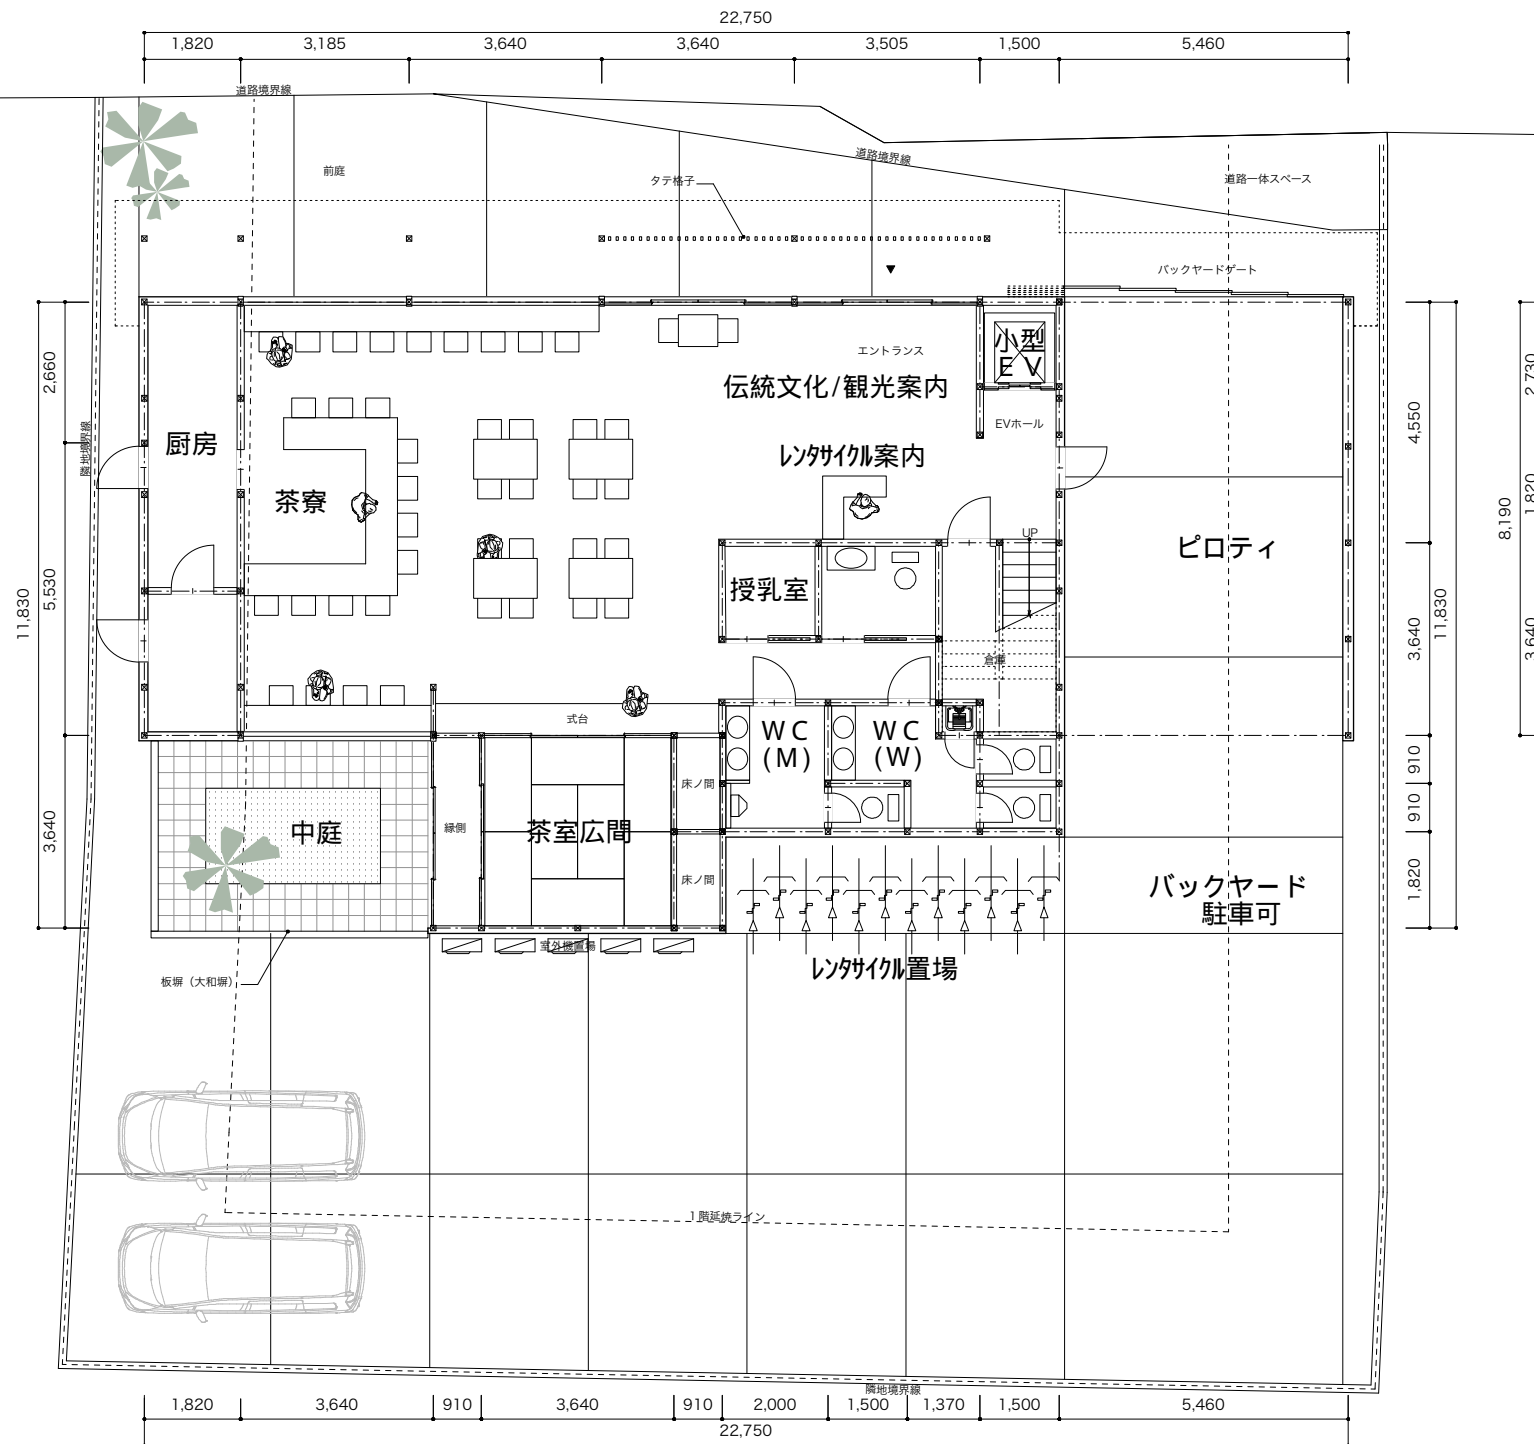 22,750
1,820 3,185 3,640 3,640 3,505 1,500 5,460
道路境界線
道路境界線
前庭
タテ格子
道路一体スペース
バックヤードゲート
エントランス
小型
EV
伝統文化/観光案内
EVホール
レンタサイクル案内
厨房
茶寮
隣地境界線
UP
ピロティ
授乳室
倉庫
式台
WC
(M)
WC
(W)
床ノ間
中庭
縁側
茶室広間
床ノ間
バックヤード
駐車可
室外機置場
レンタサイクル置場
板塀（大和塀）
1階延焼ライン
隣地境界線
2,660
5,530
3,640
11,830
4,550
3,640
910
910
1,820
11,830
8,190
2,730
1,820
3,640
1,820 3,640 910 3,640 910 2,000 1,500 1,370 1,500 5,460
22,750